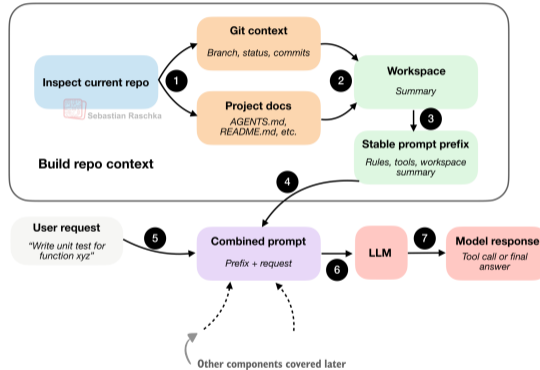 Git context
Branch, status, commits
Inspect current repo
1
2
Workspace
Summary
Sebastian Raschka
Project docs
AGENTS.md,
README.md, etc.
3
Stable prompt prefix
Rules, tools, workspace
summary
Build repo context
4
User request
"Write unit test for
function xyz"
5
Combined prompt
Prefix + request
6
LLM
7
Model response
Tool call or final
answer
Other components covered later